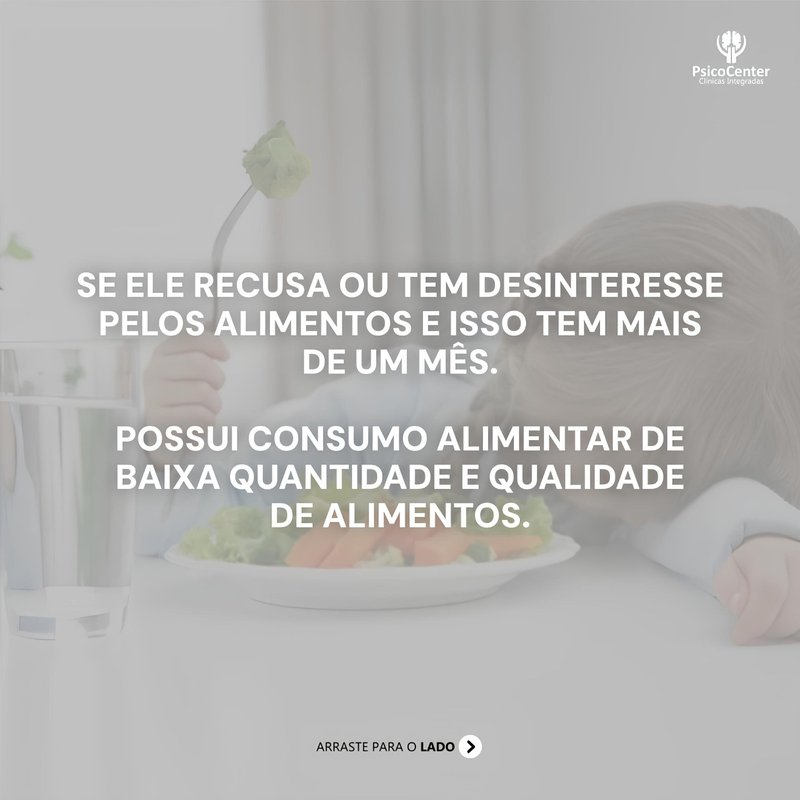 PsicoCenter
Clínicas Integradas
SE ELE RECUSA OU TEM DESINTERESSE
PELOS ALIMENTOS E ISSO TEM MAIS
DE UM MÊS.
POSSUI CONSUMO ALIMENTAR DE
BAIXA QUANTIDADE E QUALIDADE
DE ALIMENTOS.
ARRASTE PARA O LADO